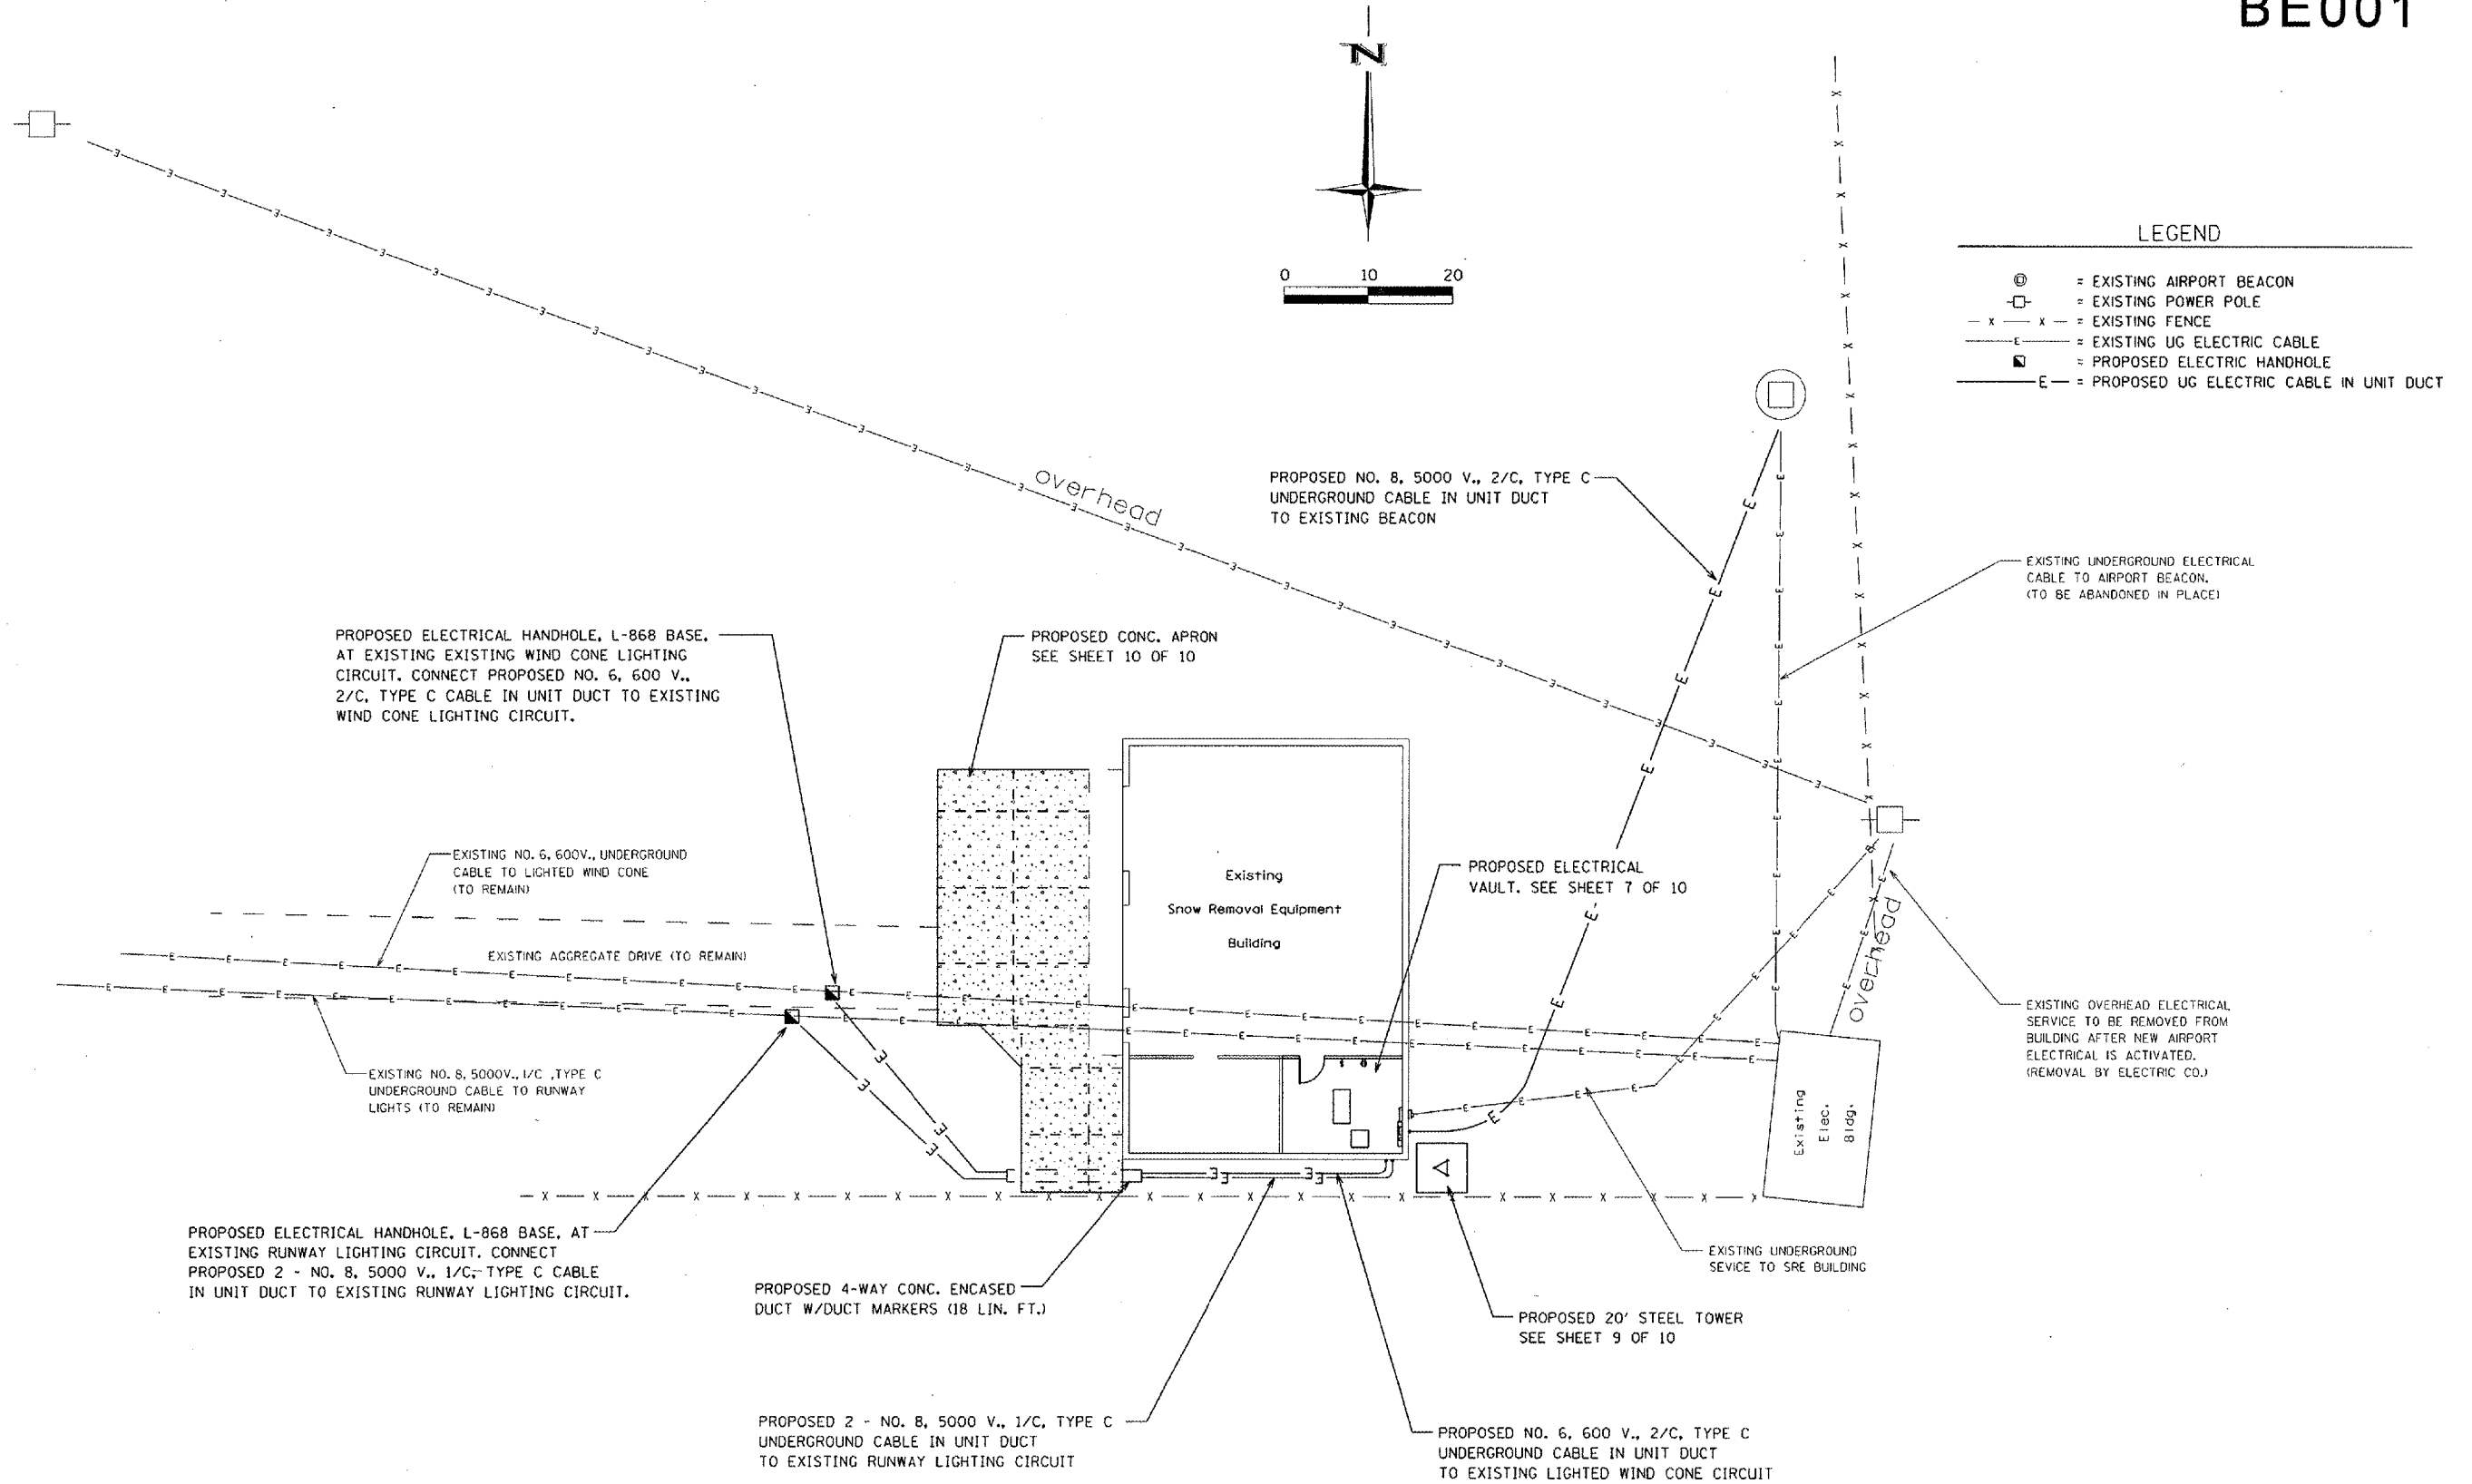 BE001
N
0 10 20
LEGEND
= EXISTING AIRPORT BEACON
= EXISTING POWER POLE
— X — X — = EXISTING FENCE
—E— = EXISTING UG ELECTRIC CABLE
= PROPOSED ELECTRIC HANDHOLE
—E— = PROPOSED UG ELECTRIC CABLE IN UNIT DUCT
overhead
PROPOSED NO. 8, 5000 V., 2/C, TYPE C
UNDERGROUND CABLE IN UNIT DUCT
TO EXISTING BEACON
EXISTING UNDERGROUND ELECTRICAL
CABLE TO AIRPORT BEACON.
(TO BE ABANDONED IN PLACE)
PROPOSED ELECTRICAL HANDHOLE, L-868 BASE,
AT EXISTING EXISTING WIND CONE LIGHTING
CIRCUIT. CONNECT PROPOSED NO. 6, 600 V.,
2/C, TYPE C CABLE IN UNIT DUCT TO EXISTING
WIND CONE LIGHTING CIRCUIT.
PROPOSED CONC. APRON
SEE SHEET 10 OF 10
EXISTING NO. 6, 600V., UNDERGROUND
CABLE TO LIGHTED WIND CONE
(TO REMAIN)
Existing
Snow Removal Equipment
Building
PROPOSED ELECTRICAL
VAULT. SEE SHEET 7 OF 10
EXISTING AGGREGATE DRIVE (TO REMAIN)
overhead
EXISTING OVERHEAD ELECTRICAL
SERVICE TO BE REMOVED FROM
BUILDING AFTER NEW AIRPORT
ELECTRICAL IS ACTIVATED.
(REMOVAL BY ELECTRIC CO.)
EXISTING NO. 8, 5000V., 1/C ,TYPE C
UNDERGROUND CABLE TO RUNWAY
LIGHTS (TO REMAIN)
Existing
Elec.
Bldg.
PROPOSED ELECTRICAL HANDHOLE, L-868 BASE, AT
EXISTING RUNWAY LIGHTING CIRCUIT. CONNECT
PROPOSED 2 - NO. 8, 5000 V., 1/C, TYPE C CABLE
IN UNIT DUCT TO EXISTING RUNWAY LIGHTING CIRCUIT.
PROPOSED 4-WAY CONC. ENCASED
DUCT W/DUCT MARKERS (18 LIN. FT.)
EXISTING UNDERGROUND
SEVICE TO SRE BUILDING
PROPOSED 20' STEEL TOWER
SEE SHEET 9 OF 10
PROPOSED 2 - NO. 8, 5000 V., 1/C, TYPE C
UNDERGROUND CABLE IN UNIT DUCT
TO EXISTING RUNWAY LIGHTING CIRCUIT
PROPOSED NO. 6, 600 V., 2/C, TYPE C
UNDERGROUND CABLE IN UNIT DUCT
TO EXISTING LIGHTED WIND CONE CIRCUIT